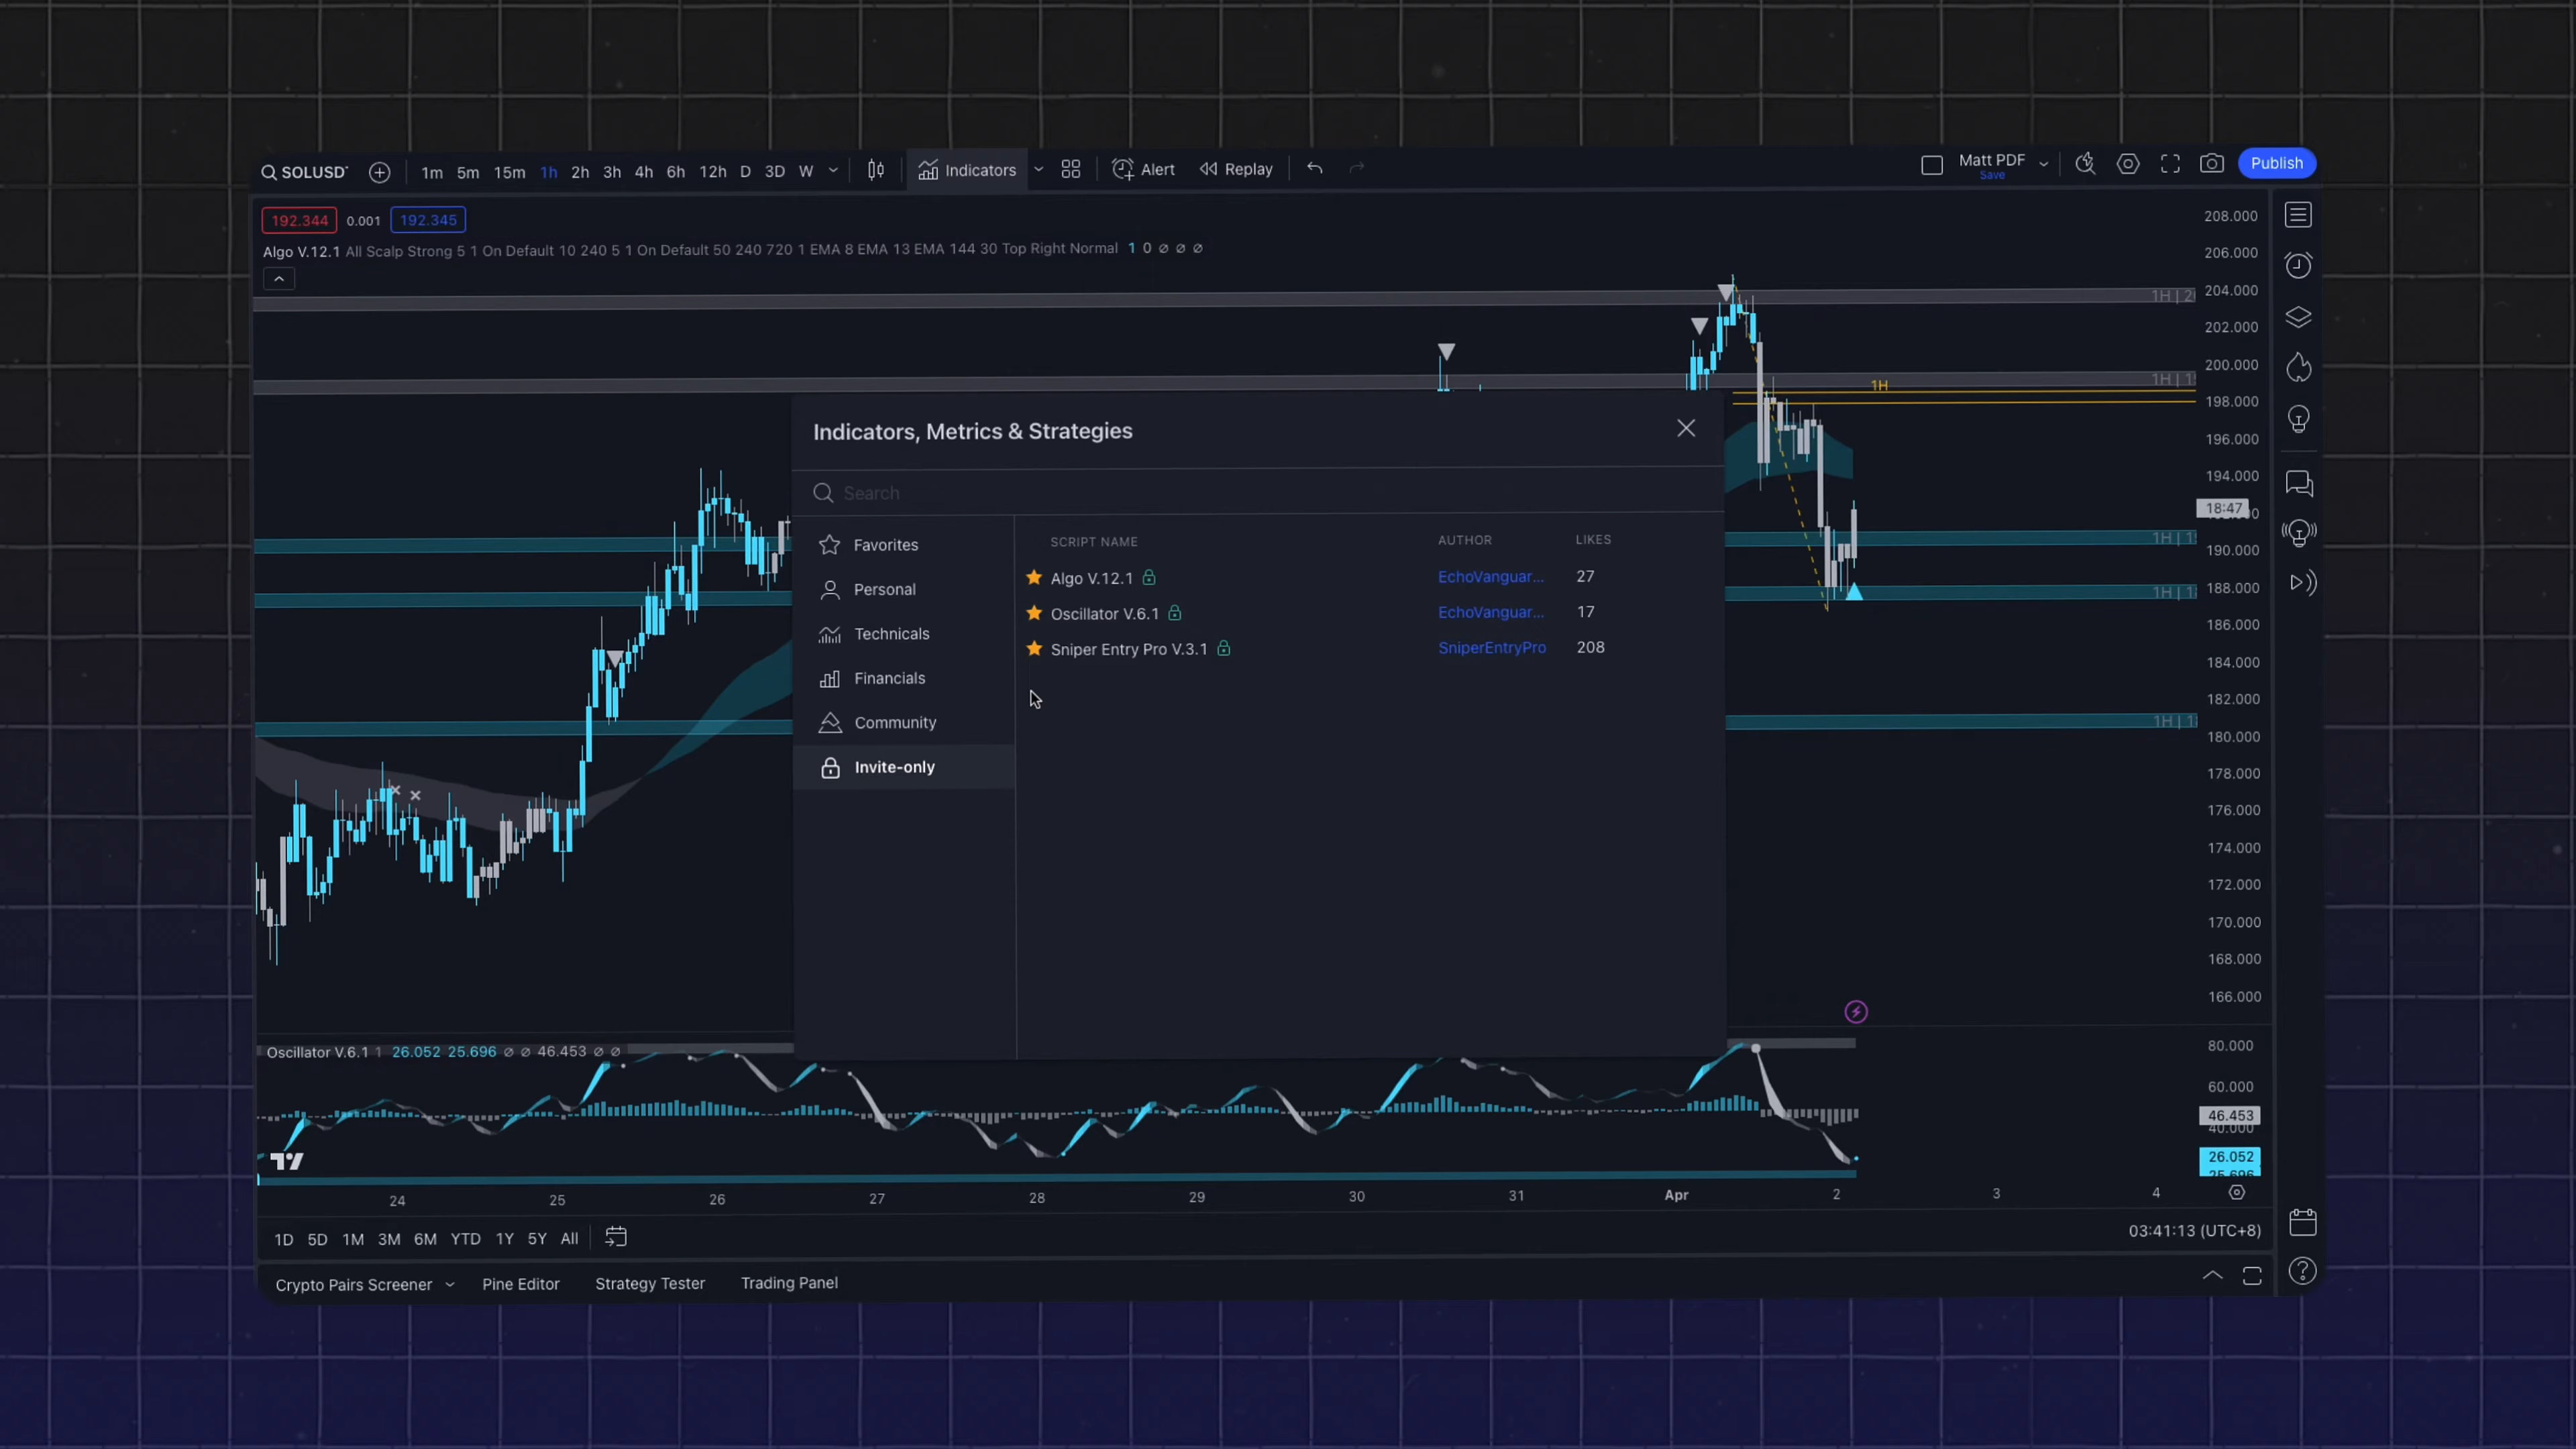 SOLUSD
1m 5m 15m 1h 2h 3h 4h 6h 12h D 3D W
Indicators
Alert
Replay
Matt PDF
Save
Publish
192.344 0.001 192.345
Algo V.12.1 All Scalp Strong 5 1 On Default 10 240 5 1 On Default 50 240 720 1 EMA 8 EMA 13 EMA 144 30 Top Right Normal 1 0 ∅ ∅ ∅
208.000
206.000
204.000
202.000
200.000
198.000
196.000
194.000
18:47
190.000
188.000
186.000
184.000
182.000
180.000
178.000
176.000
174.000
172.000
170.000
168.000
166.000
1H
1H
1H
1H
1H
1H
Indicators, Metrics & Strategies
Search
Favorites
Personal
Technicals
Financials
Community
Invite-only
SCRIPT NAME AUTHOR LIKES
Algo V.12.1 EchoVanguar... 27
Oscillator V.6.1 EchoVanguar... 17
Sniper Entry Pro V.3.1 SniperEntryPro 208
Oscillator V.6.1 1 26.052 25.696 ∅ ∅ 46.453 ∅ ∅
80.000
60.000
46.453
40.000
26.052
25.696
24 25 26 27 28 29 30 31 Apr 2 3 4
1D 5D 1M 3M 6M YTD 1Y 5Y All
03:41:13 (UTC+8)
Crypto Pairs Screener Pine Editor Strategy Tester Trading Panel